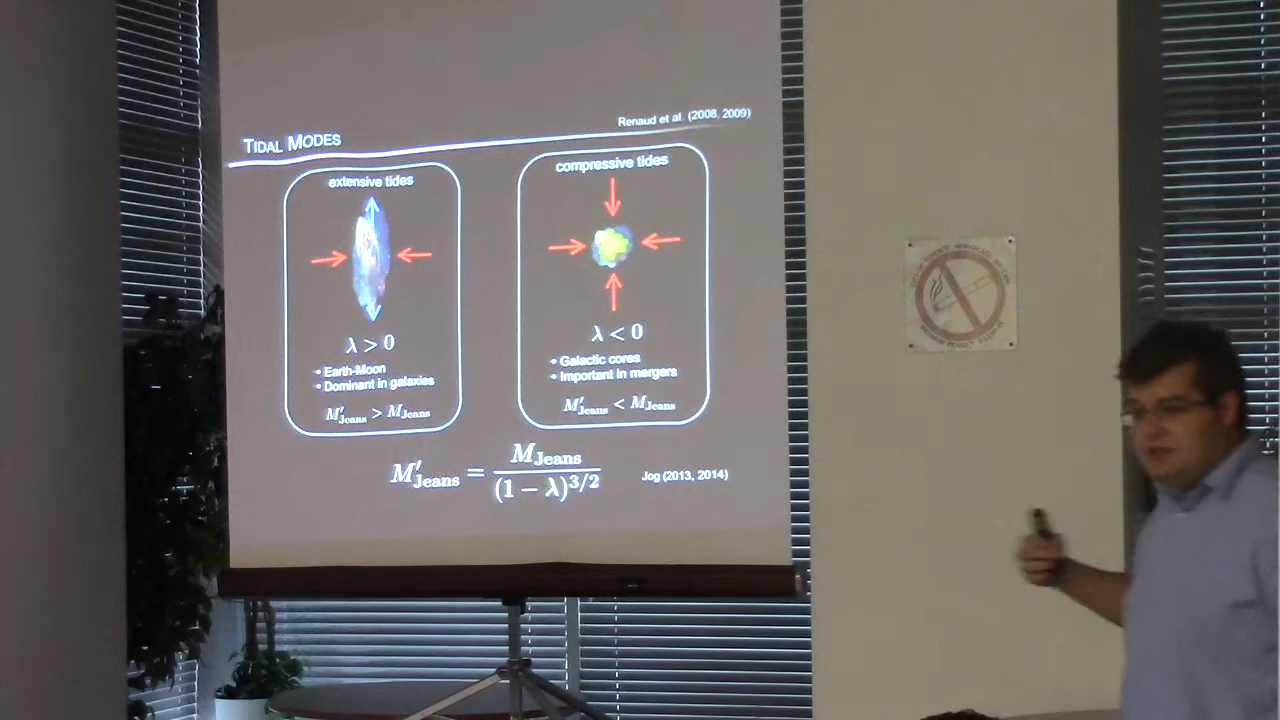 Renaud et al. (2008, 2009)
TIDAL MODES
extensive tides
λ > 0
• Earth-Moon
• Dominant in galaxies
M′Jeans > MJeans
compressive tides
λ < 0
• Galactic cores
• Important in mergers
M′Jeans < MJeans
M′Jeans = MJeans / (1 − λ)^3/2
Jog (2013, 2014)